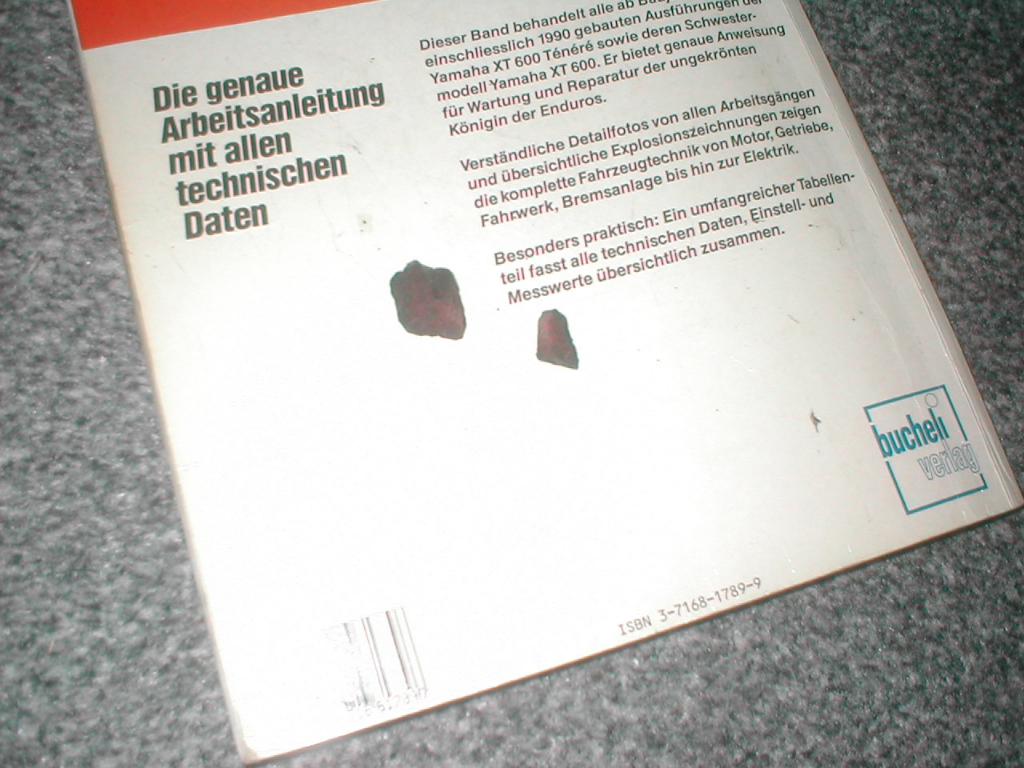 Die genaue
Arbeitsanleitung
mit allen
technischen
Daten
Dieser Band behandelt alle ab
einschliesslich 1990 gebauten Ausführungen der
Yamaha XT 600 Ténéré sowie deren Schwester-
modell Yamaha XT 600. Er bietet genaue Anweisung
für Wartung und Reparatur der ungekrönten
Königin der Enduros.
Verständliche Detailfotos von allen Arbeitsgängen
und übersichtliche Explosionszeichnungen zeigen
die komplette Fahrzeugtechnik von Motor, Getriebe,
Fahrwerk, Bremsanlage bis hin zur Elektrik.
Besonders praktisch: Ein umfangreicher Tabellen-
teil fasst alle technischen Daten, Einstell- und
Messwerte übersichtlich zusammen.
bucheli
verlag
ISBN 3-7168-1789-9